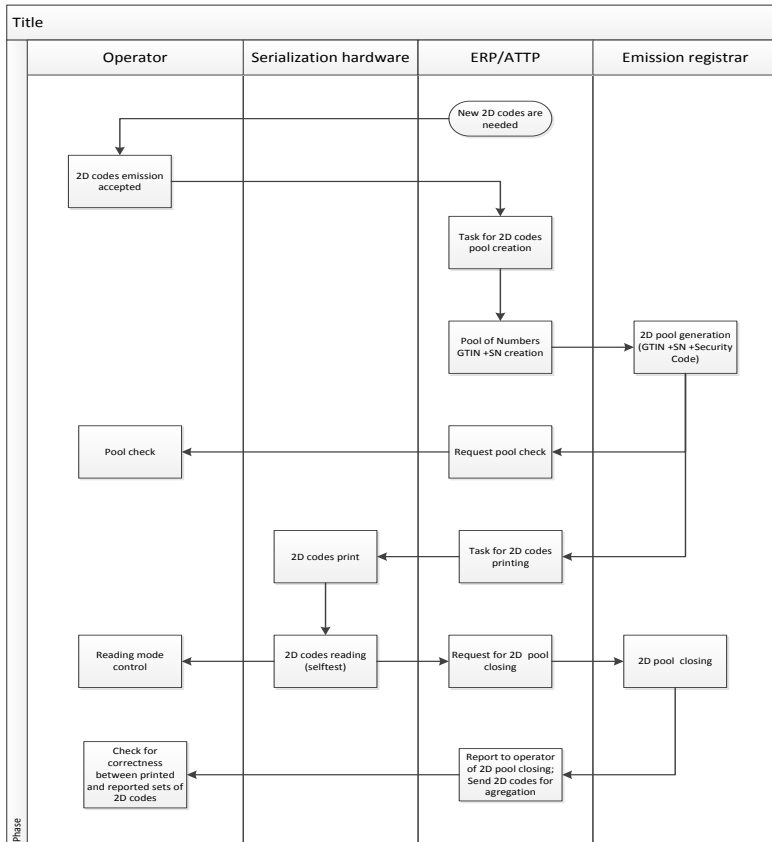 Title
Operator
Serialization hardware
ERP/ATTP
Emission registrar
New 2D codes are
needed
2D codes emission
accepted
Task for 2D codes
pool creation
Pool of Numbers
GTIN +SN creation
2D pool generation
(GTIN +SN +Security
Code)
Pool check
Request pool check
2D codes print
Task for 2D codes
printing
Reading mode
control
2D codes reading
(selftest)
Request for 2D pool
closing
2D pool closing
Check for
correctness
between printed
and reported sets of
2D codes
Report to operator
of 2D pool closing;
Send 2D codes for
agregation
Phase